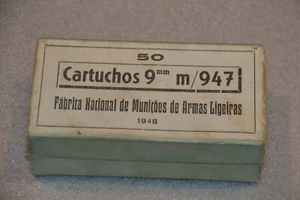 50
Cartuchos 9mm m/947
Fábrica Nacional de Munições de Armas Ligeiras
1948